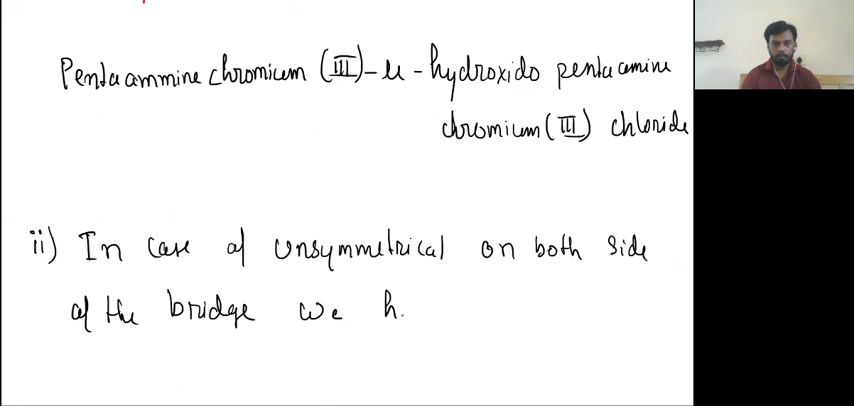 Pentaammine chromium (III)-μ-hydroxido pentaamine
chromium (III) chloride
ii) In case of unsymmetrical on both side
of the bridge we h